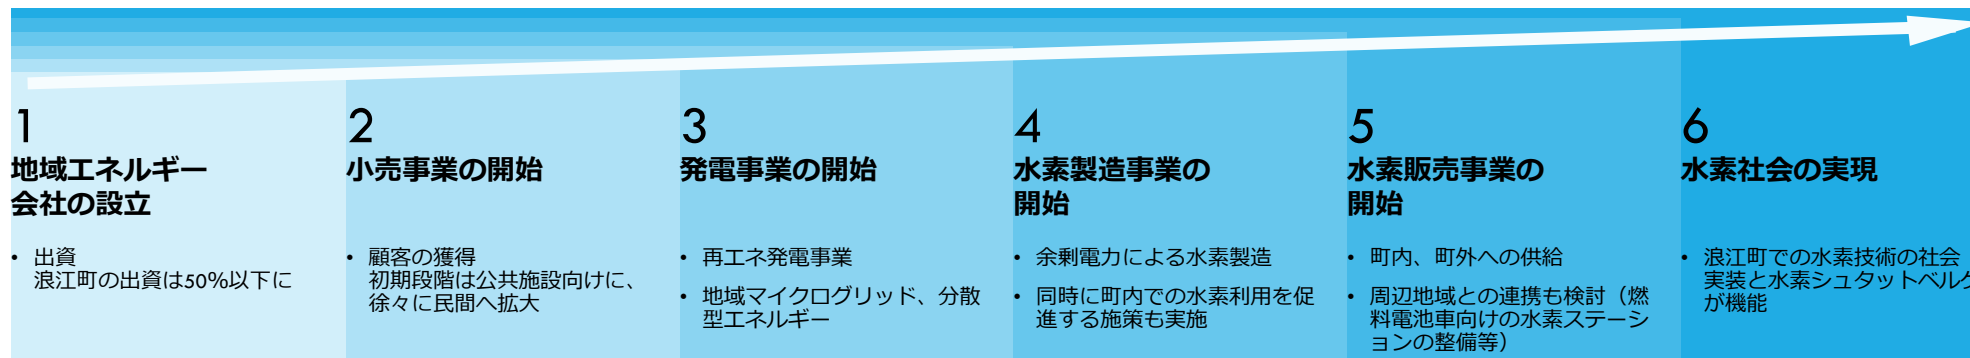 1
地域エネルギー
会社の設立
• 出資
浪江町の出資は50%以下に
2
小売事業の開始
• 顧客の獲得
初期段階は公共施設向けに、
徐々に民間へ拡大
3
発電事業の開始
• 再エネ発電事業
• 地域マイクログリッド、分散
型エネルギー
4
水素製造事業の
開始
• 余剰電力による水素製造
• 同時に町内での水素利用を促
進する施策も実施
5
水素販売事業の
開始
• 町内、町外への供給
• 周辺地域との連携も検討（燃
料電池車向けの水素ステーシ
ョンの整備等）
6
水素社会の実現
• 浪江町での水素技術の社会
実装と水素シュタットベルケ
が機能